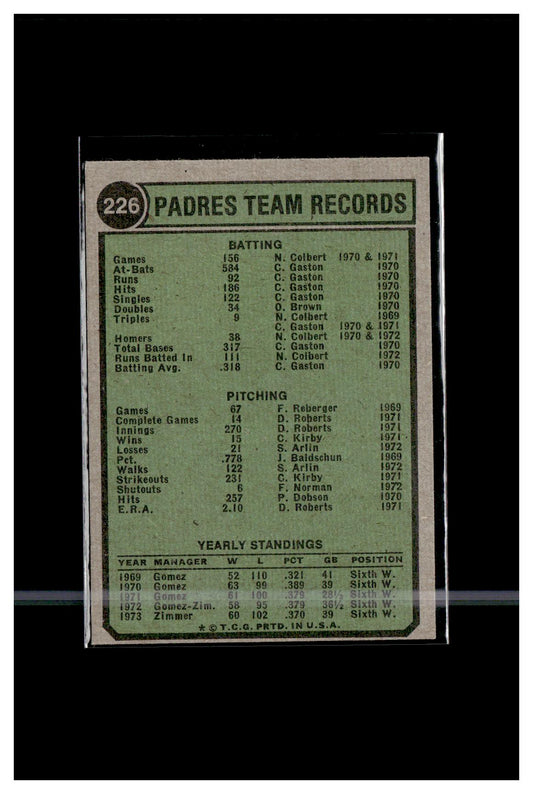 226 PADRES TEAM RECORDS
BATTING
Games 156 N. Colbert 1970 & 1971
At-Bats 584 C. Gaston 1970
Runs 92 C. Gaston 1970
Hits 186 C. Gaston 1970
Singles 122 C. Gaston 1970
Doubles 34 O. Brown 1970
Triples 9 N. Colbert 1969
C. Gaston 1970 & 1971
Homers 38 N. Colbert 1970 & 1972
Total Bases 317 C. Gaston 1970
Runs Batted In 111 N. Colbert 1972
Batting Avg. .318 C. Gaston 1970
PITCHING
Games 67 F. Reberger 1969
Complete Games 14 D. Roberts 1971
Innings 270 D. Roberts 1971
Wins 15 C. Kirby 1971
Losses 21 S. Arlin 1972
Pct. .778 J. Baldschun 1969
Walks 122 S. Arlin 1972
Strikeouts 231 C. Kirby 1971
Shutouts 6 F. Norman 1972
Hits 257 P. Dobson 1970
E.R.A. 2.10 D. Roberts 1971
YEARLY STANDINGS
YEAR MANAGER W L PCT GB POSITION
1969 Gomez 52 110 .321 41 Sixth W.
1970 Gomez 63 99 .389 39 Sixth W.
1971 Gomez 61 100 .379 28½ Sixth W.
1972 Gomez-Zim. 58 95 .379 36½ Sixth W.
1973 Zimmer 60 102 .370 39 Sixth W.
* © T.C.G. PRTD. IN U.S.A.